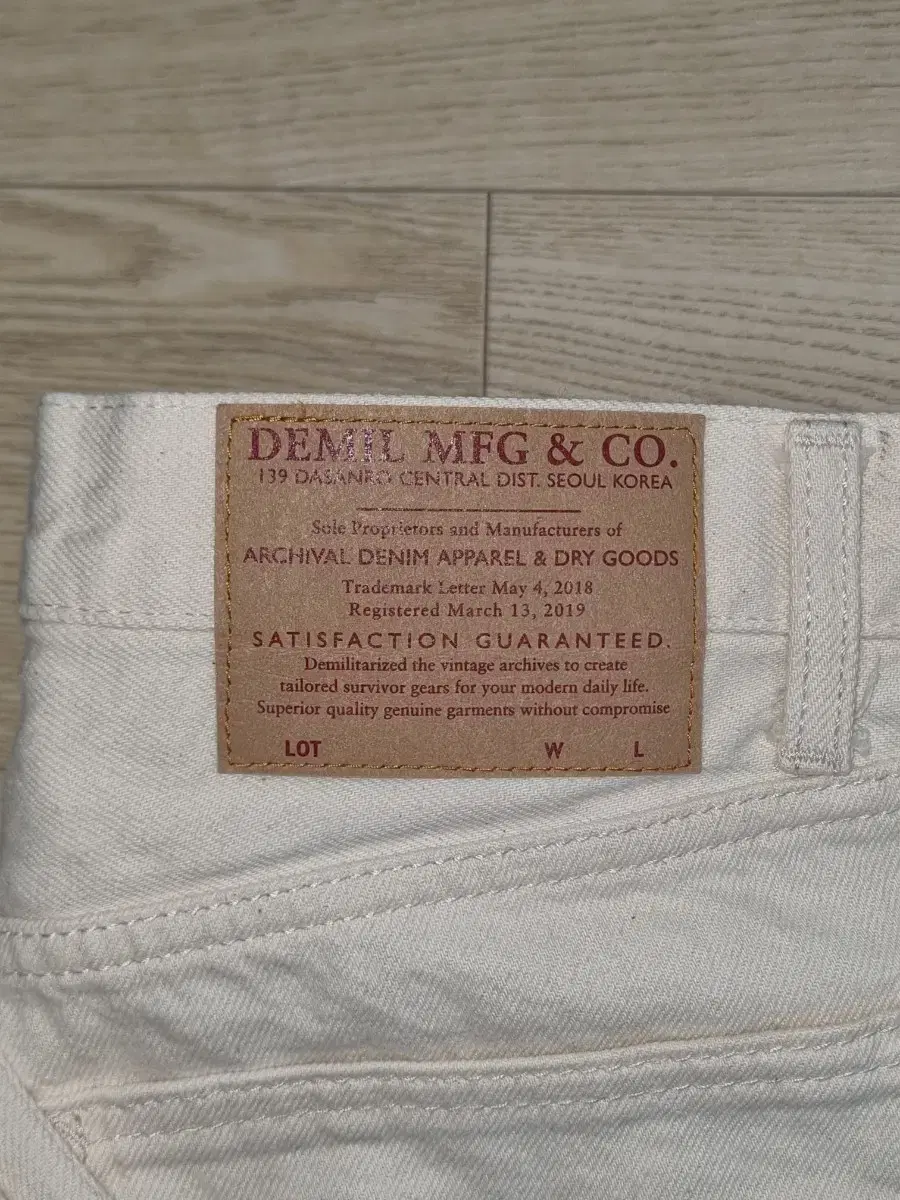 DEMIL MFG & CO.
139 DASANRO CENTRAL DIST. SEOUL KOREA
Sole Proprietors and Manufacturers of
ARCHIVAL DENIM APPAREL & DRY GOODS
Trademark Letter May 4, 2018
Registered March 13, 2019
SATISFACTION GUARANTEED.
Demilitarized the vintage archives to create
tailored survivor gears for your modern daily life.
Superior quality genuine garments without compromise
LOT W L